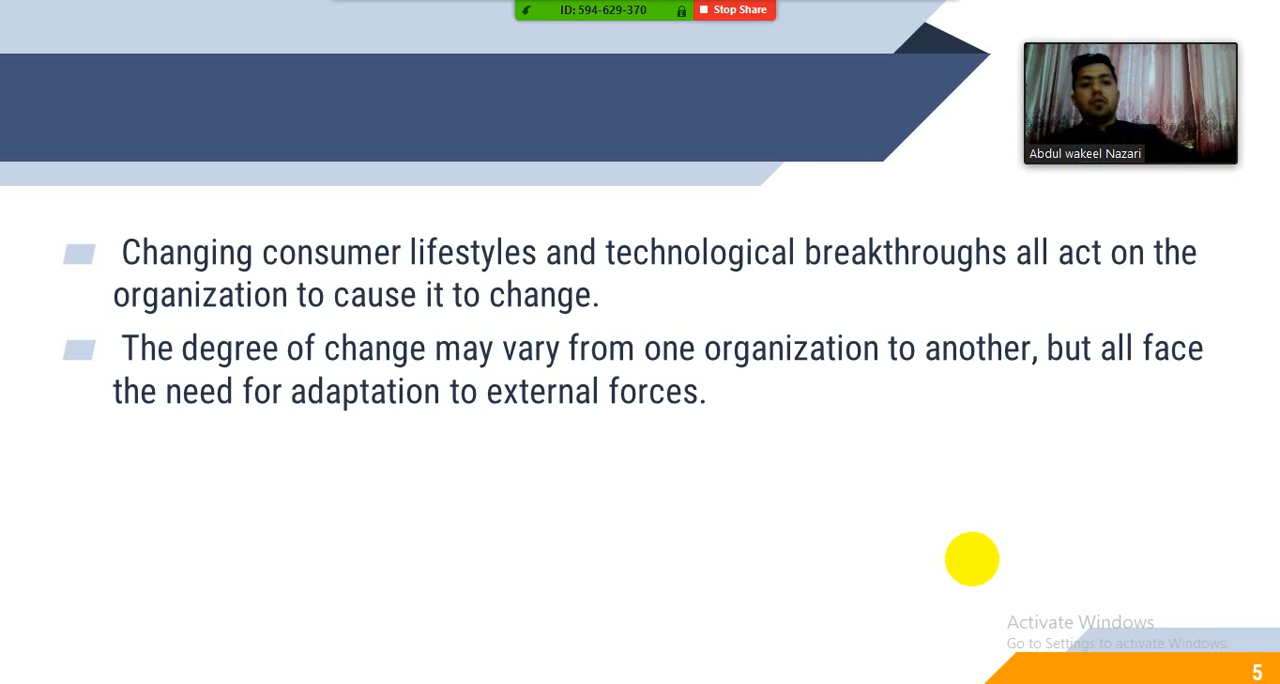 ID: 594-629-370
Stop Share
Abdul wakeel Nazari
Changing consumer lifestyles and technological breakthroughs all act on the
organization to cause it to change.
The degree of change may vary from one organization to another, but all face
the need for adaptation to external forces.
Activate Windows
Go to Settings to activate Windows.
5